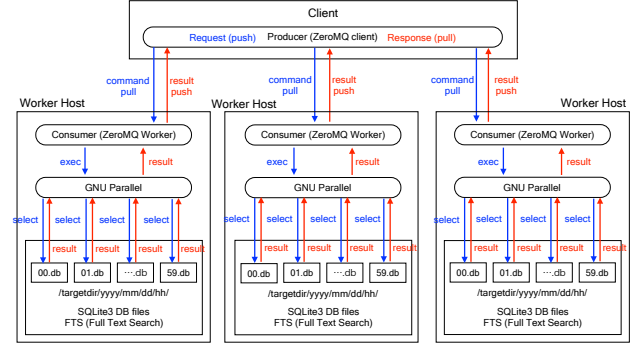 Client
Request (push) Producer (ZeroMQ client) Response (pull)
command pull
result push
command pull
result push
command pull
result push
Worker Host
Consumer (ZeroMQ Worker)
exec
result
GNU Parallel
select
select
select
select
result
result
result
result
00.db
01.db
….db
59.db
/targetdir/yyyy/mm/dd/hh/
SQLite3 DB files
FTS (Full Text Search)
Worker Host
Consumer (ZeroMQ Worker)
exec
result
GNU Parallel
select
select
select
select
result
result
result
result
00.db
01.db
….db
59.db
/targetdir/yyyy/mm/dd/hh/
SQLite3 DB files
FTS (Full Text Search)
Worker Host
Consumer (ZeroMQ Worker)
exec
result
GNU Parallel
select
select
select
select
result
result
result
result
00.db
01.db
….db
59.db
/targetdir/yyyy/mm/dd/hh/
SQLite3 DB files
FTS (Full Text Search)